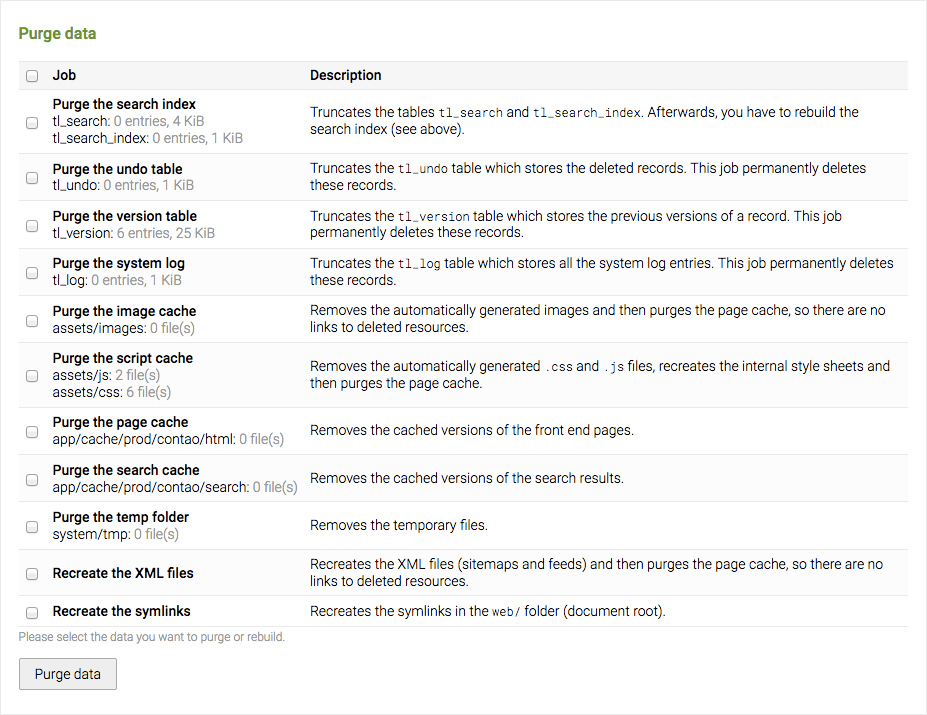 Purge data
Job Description
Purge the search index
tl_search: 0 entries, 4 KiB
tl_search_index: 0 entries, 1 KiB
Truncates the tables tl_search and tl_search_index. Afterwards, you have to rebuild the
search index (see above).
Purge the undo table
tl_undo: 0 entries, 1 KiB
Truncates the tl_undo table which stores the deleted records. This job permanently deletes
these records.
Purge the version table
tl_version: 6 entries, 25 KiB
Truncates the tl_version table which stores the previous versions of a record. This job
permanently deletes these records.
Purge the system log
tl_log: 0 entries, 1 KiB
Truncates the tl_log table which stores all the system log entries. This job permanently deletes
these records.
Purge the image cache
assets/images: 0 file(s)
Removes the automatically generated images and then purges the page cache, so there are no
links to deleted resources.
Purge the script cache
assets/js: 2 file(s)
assets/css: 6 file(s)
Removes the automatically generated .css and .js files, recreates the internal style sheets and
then purges the page cache.
Purge the page cache
app/cache/prod/contao/html: 0 file(s)
Removes the cached versions of the front end pages.
Purge the search cache
app/cache/prod/contao/search: 0 file(s)
Removes the cached versions of the search results.
Purge the temp folder
system/tmp: 0 file(s)
Removes the temporary files.
Recreate the XML files
Recreates the XML files (sitemaps and feeds) and then purges the page cache, so there are no
links to deleted resources.
Recreate the symlinks
Recreates the symlinks in the web/ folder (document root).
Please select the data you want to purge or rebuild.
Purge data